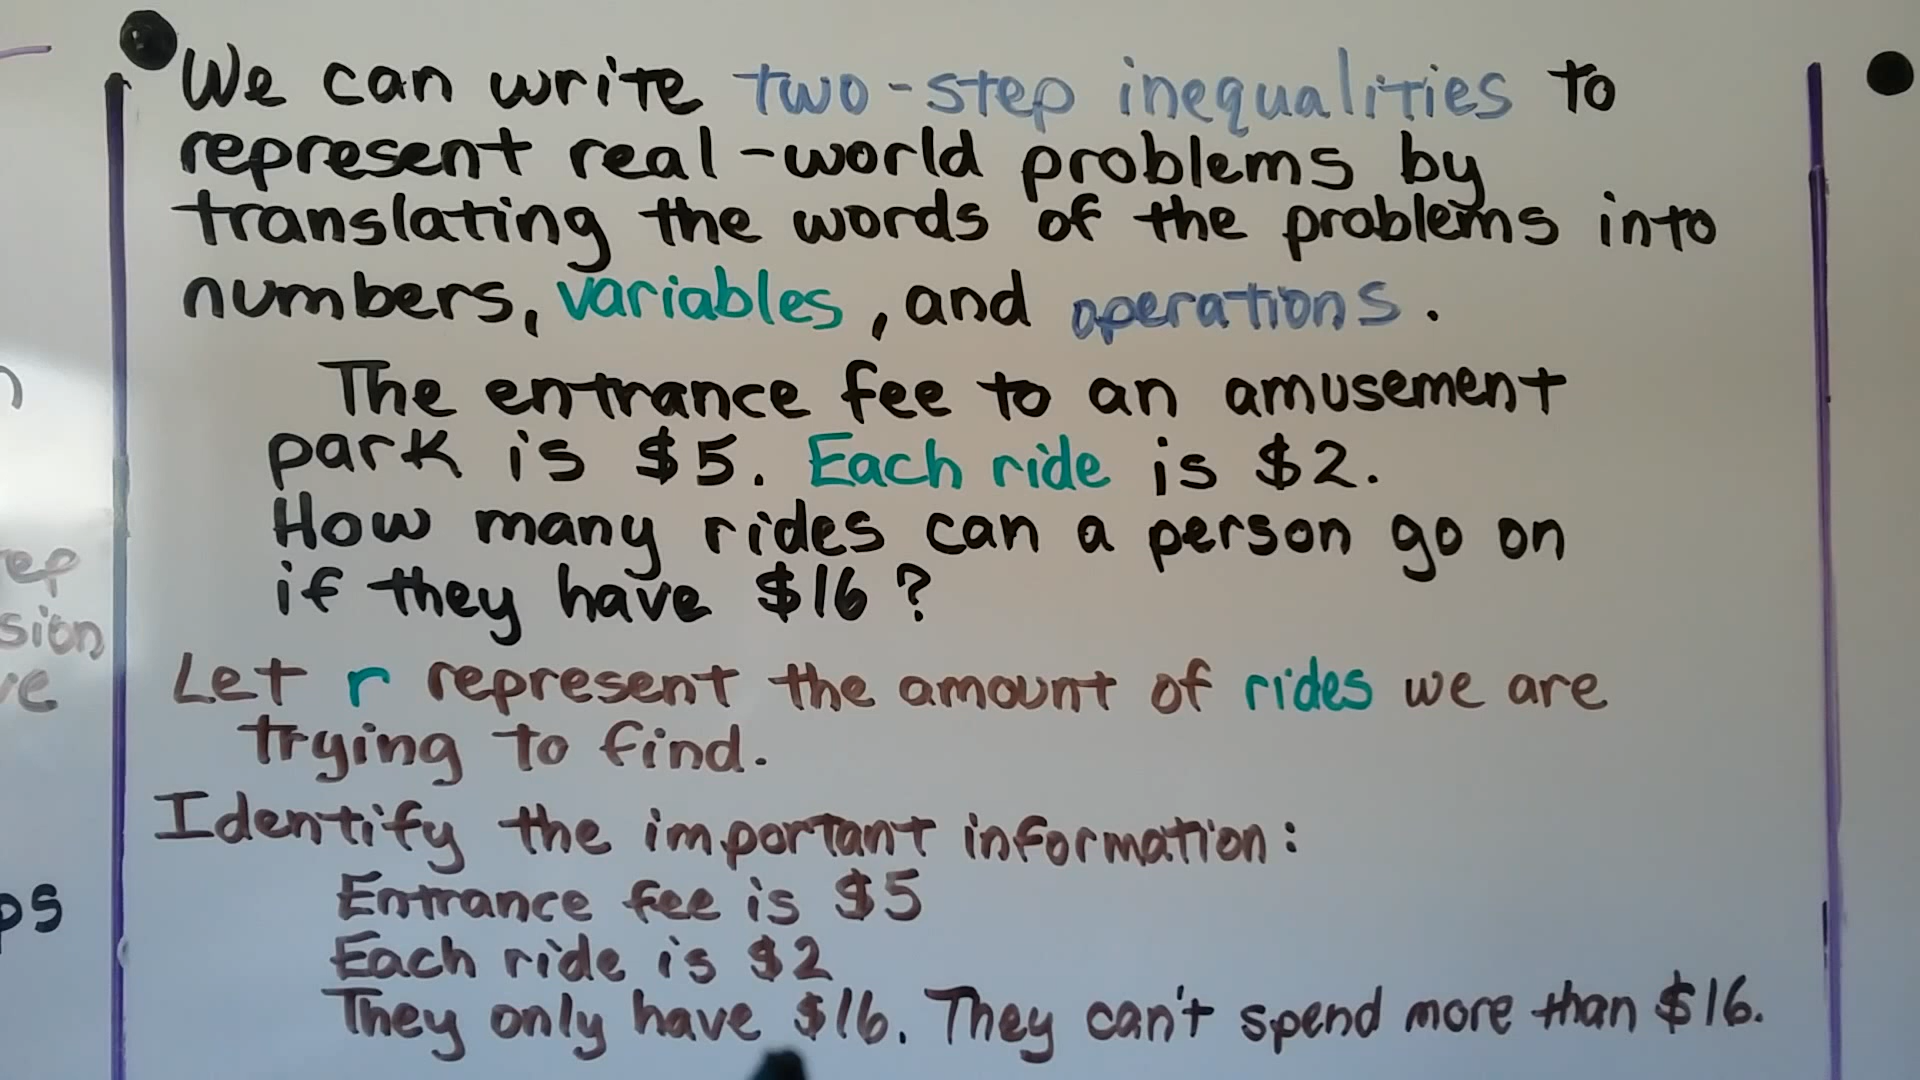 We can write two-step inequalities to
represent real-world problems by
translating the words of the problems into
numbers, variables, and operations.
The entrance fee to an amusement
park is $5. Each ride is $2.
How many rides can a person go on
if they have $16?
Let r represent the amount of rides we are
trying to find.
Identify the important information:
Entrance fee is $5
Each ride is $2
They only have $16. They can't spend more than $16.